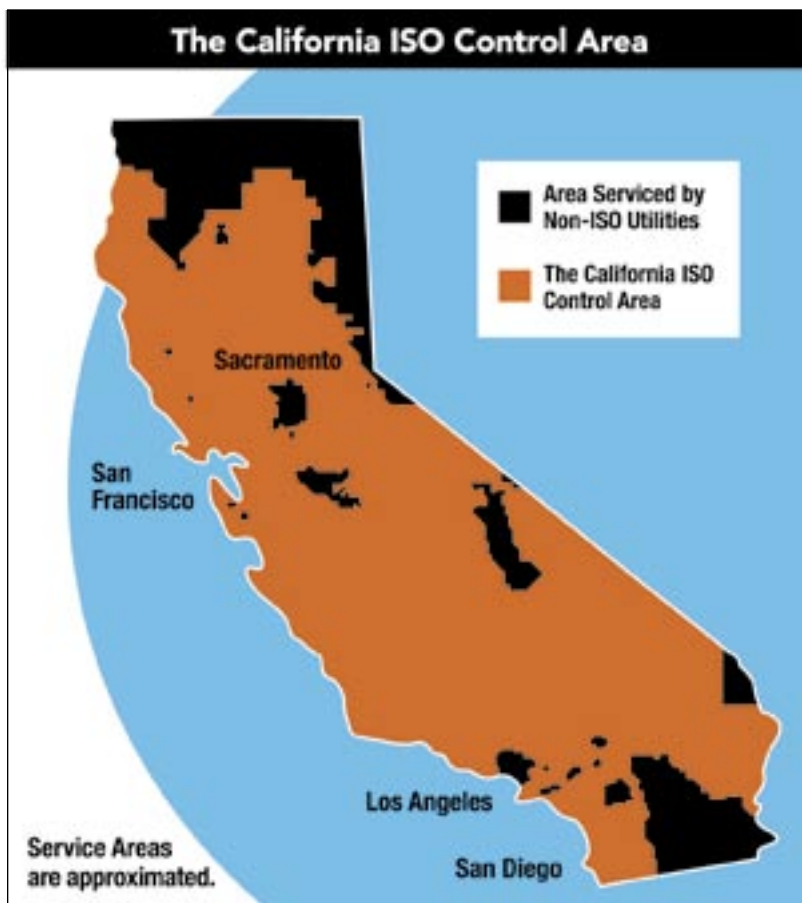 The California ISO Control Area
Area Serviced by
Non-ISO Utilities
The California ISO
Control Area
Sacramento
San
Francisco
Los Angeles
San Diego
Service Areas
are approximated.